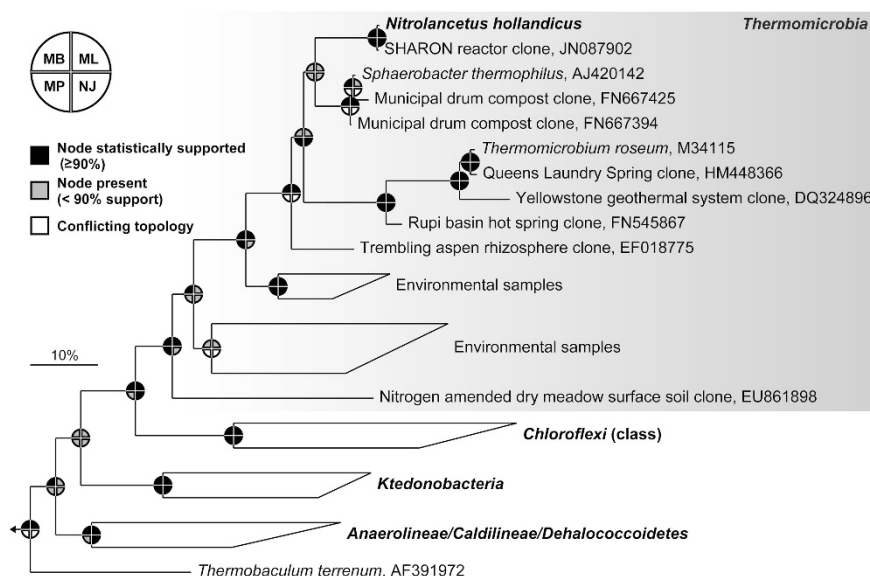 Nitrolancetus hollandicus
Thermomicrobia
SHARON reactor clone, JN087902
MB ML
MP NJ
Sphaerobacter thermophilus, AJ420142
Municipal drum compost clone, FN667425
Municipal drum compost clone, FN667394
Node statistically supported
(≥90%)
Thermomicrobium roseum, M34115
Queens Laundry Spring clone, HM448366
Node present
(< 90% support)
Yellowstone geothermal system clone, DQ324896
Rupi basin hot spring clone, FN545867
Conflicting topology
Trembling aspen rhizosphere clone, EF018775
Environmental samples
Environmental samples
10%
Nitrogen amended dry meadow surface soil clone, EU861898
Chloroflexi (class)
Ktedonobacteria
Anaerolineae/Caldilineae/Dehalococcoidetes
Thermobaculum terrenum, AF391972